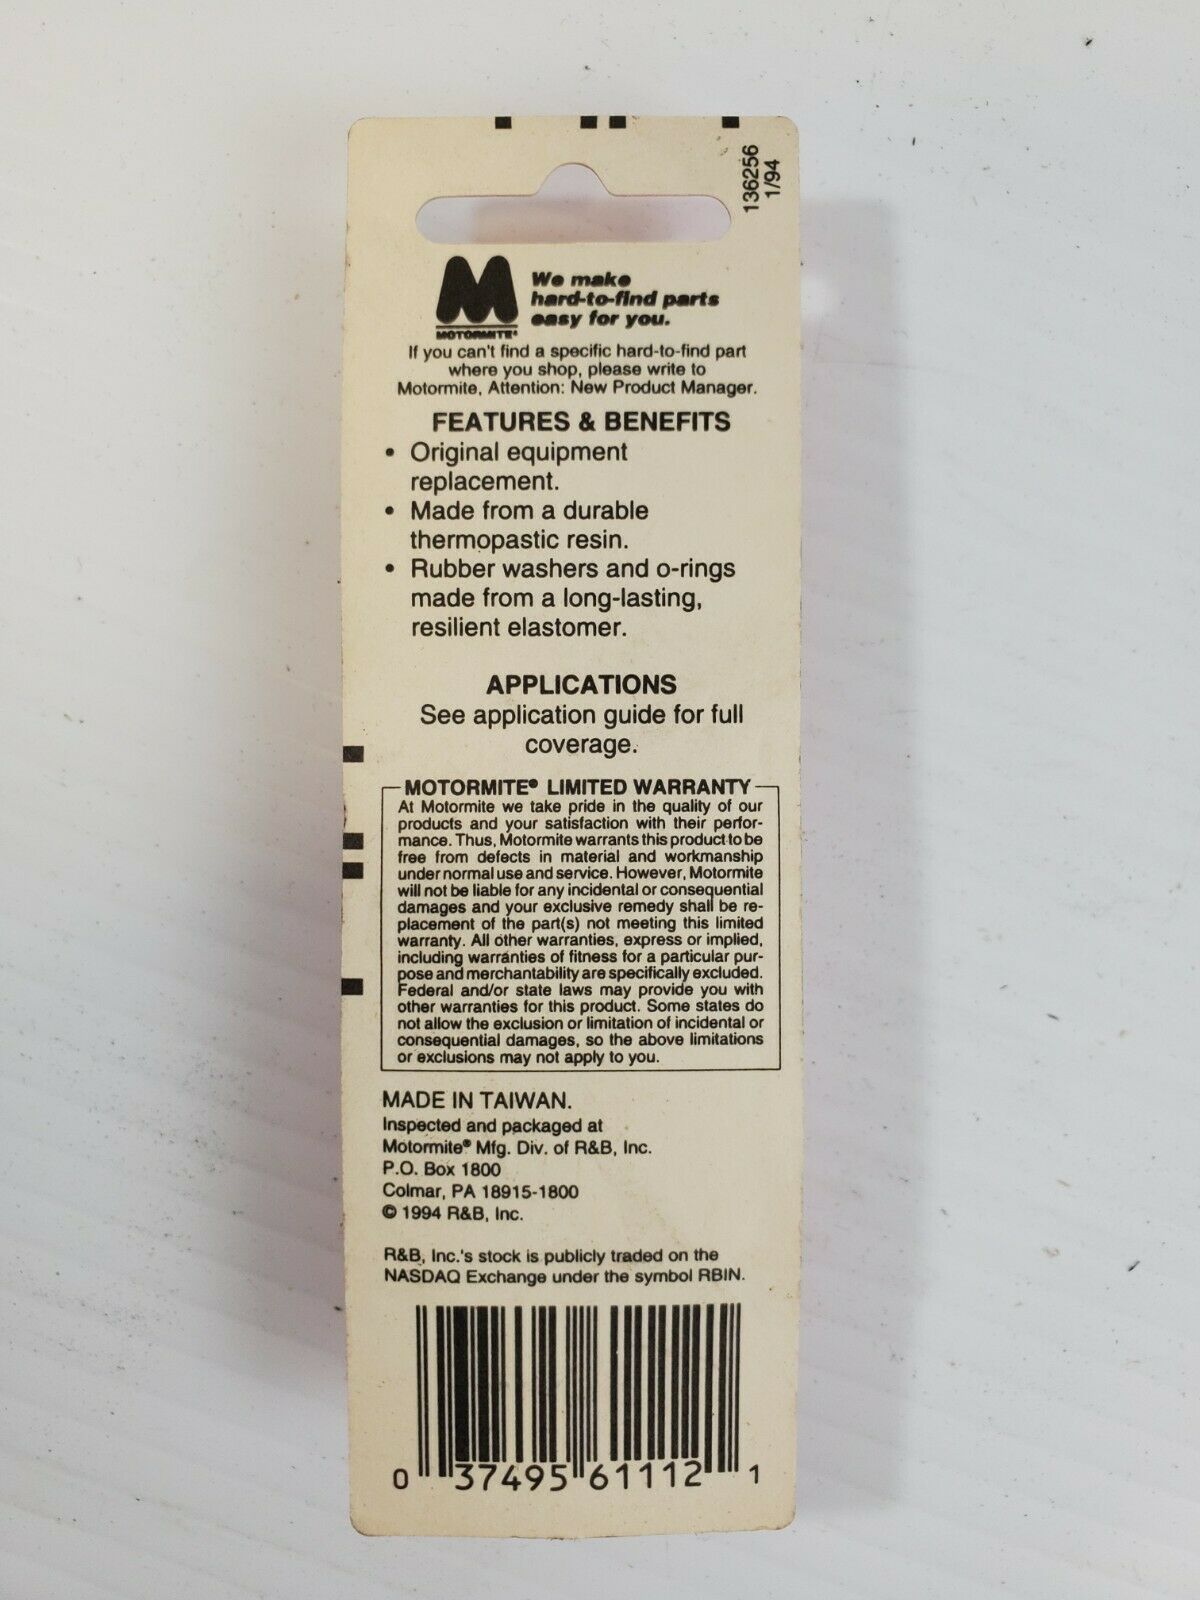 136256
1/94
M
MOTORMITE®
We make
hard-to-find parts
easy for you.
If you can't find a specific hard-to-find part
where you shop, please write to
Motormite, Attention: New Product Manager.
FEATURES & BENEFITS
• Original equipment
replacement.
• Made from a durable
thermopastic resin.
• Rubber washers and o-rings
made from a long-lasting,
resilient elastomer.
APPLICATIONS
See application guide for full
coverage.
MOTORMITE® LIMITED WARRANTY
At Motormite we take pride in the quality of our
products and your satisfaction with their perfor-
mance. Thus, Motormite warrants this product to be
free from defects in material and workmanship
under normal use and service. However, Motormite
will not be liable for any incidental or consequential
damages and your exclusive remedy shall be re-
placement of the part(s) not meeting this limited
warranty. All other warranties, express or implied,
including warranties of fitness for a particular pur-
pose and merchantability are specifically excluded.
Federal and/or state laws may provide you with
other warranties for this product. Some states do
not allow the exclusion or limitation of incidental or
consequential damages, so the above limitations
or exclusions may not apply to you.
MADE IN TAIWAN.
Inspected and packaged at
Motormite® Mfg. Div. of R&B, Inc.
P.O. Box 1800
Colmar, PA 18915-1800
© 1994 R&B, Inc.
R&B, Inc.'s stock is publicly traded on the
NASDAQ Exchange under the symbol RBIN.
0 37495 61112 1